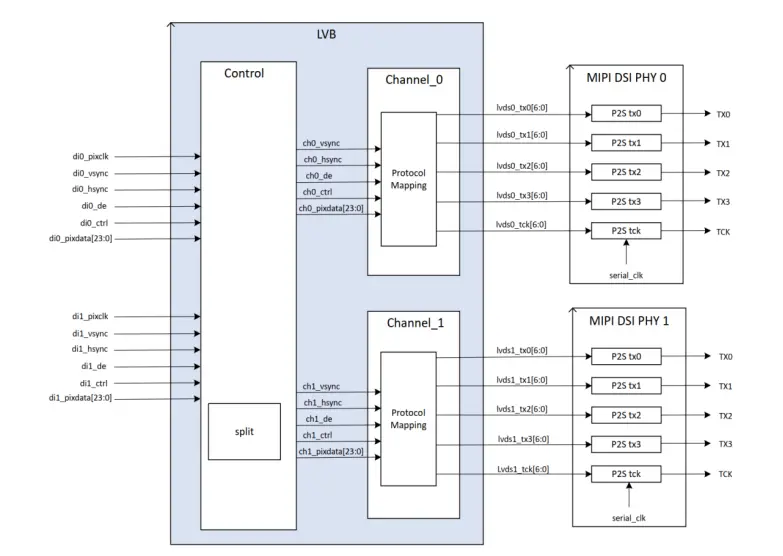 LVB
Control
Channel_0
MIPI DSI PHY 0
di0_pixclk
di0_vsync
di0_hsync
di0_de
di0_ctrl
di0_pixdata[23:0]
ch0_vsync
ch0_hsync
ch0_de
ch0_ctrl
ch0_pixdata[23:0]
Protocol
Mapping
lvds0_tx0[6:0]
lvds0_tx1[6:0]
lvds0_tx2[6:0]
lvds0_tx3[6:0]
lvds0_tck[6:0]
P2S tx0
P2S tx1
P2S tx2
P2S tx3
P2S tck
serial_clk
TX0
TX1
TX2
TX3
TCK
di1_pixclk
di1_vsync
di1_hsync
di1_de
di1_ctrl
di1_pixdata[23:0]
split
Channel_1
MIPI DSI PHY 1
ch1_vsync
ch1_hsync
ch1_de
ch1_ctrl
ch1_pixdata[23:0]
Protocol
Mapping
lvds1_tx0[6:0]
lvds1_tx1[6:0]
lvds1_tx2[6:0]
lvds1_tx3[6:0]
Lvds1_tck[6:0]
P2S tx0
P2S tx1
P2S tx2
P2S tx3
P2S tck
serial_clk
TX0
TX1
TX2
TX3
TCK